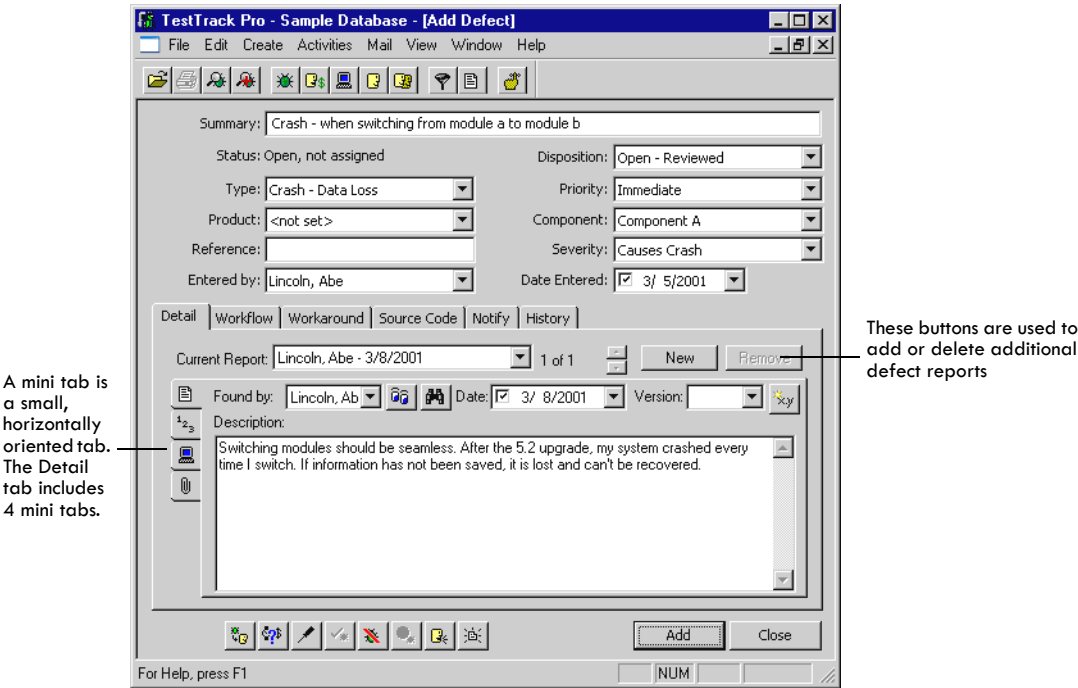 TestTrack Pro - Sample Database - [Add Defect]
File Edit Create Activities Mail View Window Help
Summary: Crash - when switching from module a to module b
Status: Open, not assigned Disposition: Open - Reviewed
Type: Crash - Data Loss Priority: Immediate
Product: <not set> Component: Component A
Reference: Severity: Causes Crash
Entered by: Lincoln, Abe Date Entered: 3/ 5/2001
Detail Workflow Workaround Source Code Notify History
Current Report: Lincoln, Abe - 3/8/2001 1 of 1 New Remove
Found by: Lincoln, Ab Date: 3/ 8/2001 Version: x.y
1 2 3
Description:
Switching modules should be seamless. After the 5.2 upgrade, my system crashed every
time I switch. If information has not been saved, it is lost and can't be recovered.
Add Close
For Help, press F1 NUM
A mini tab is
a small,
horizontally
oriented tab.
The Detail
tab includes
4 mini tabs.
These buttons are used to
add or delete additional
defect reports